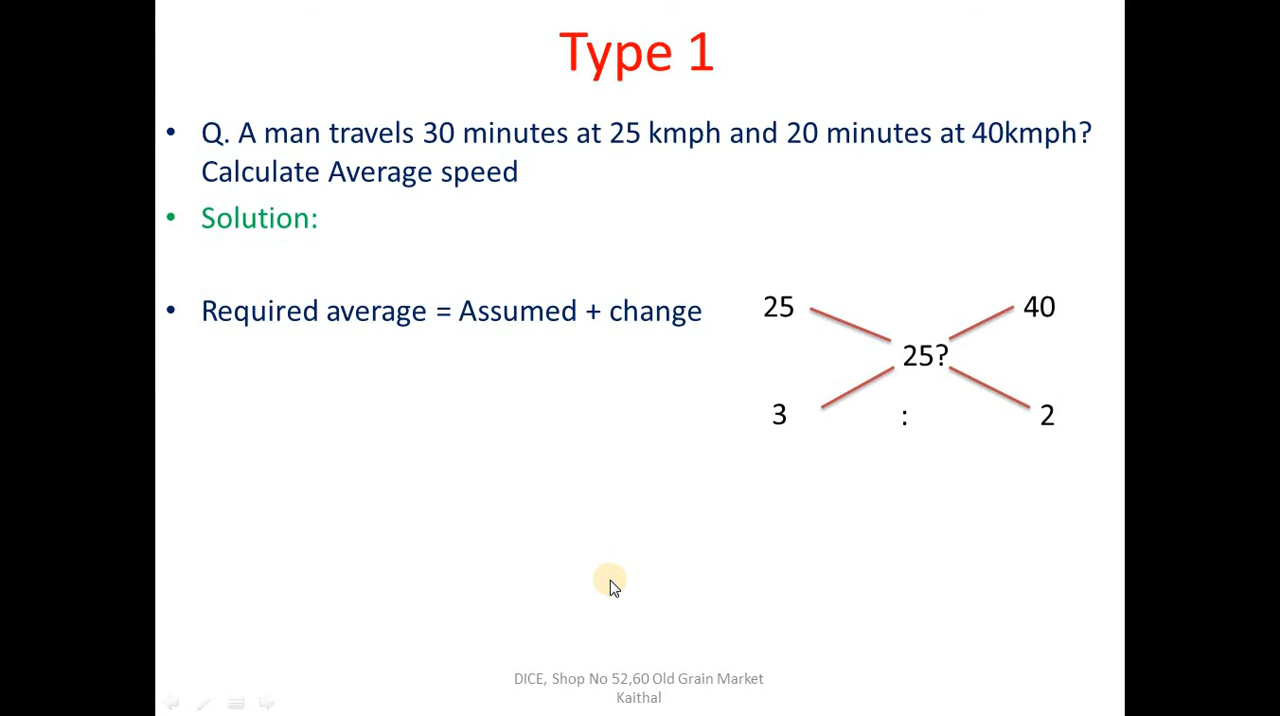 Type 1
• Q. A man travels 30 minutes at 25 kmph and 20 minutes at 40kmph?
Calculate Average speed
• Solution:
• Required average = Assumed + change
25 40
25?
3 : 2
DICE, Shop No 52,60 Old Grain Market
Kaithal